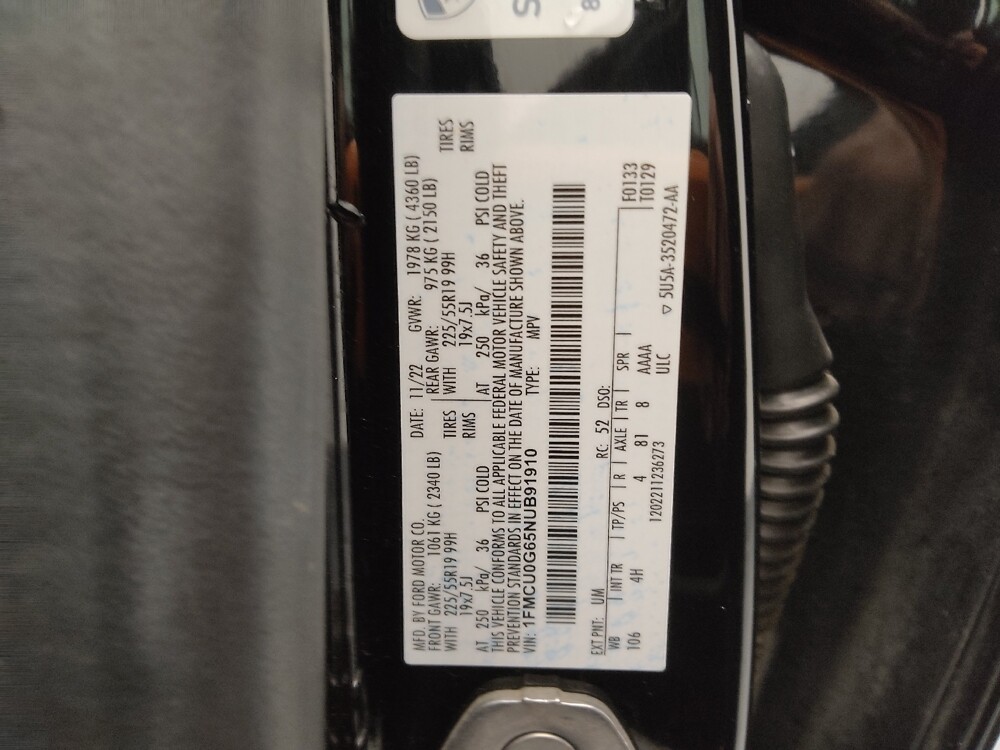 MFD. BY FORD MOTOR CO. DATE: 11/22 GVWR: 1978 KG ( 4360 LB)
FRONT GAWR: 1061 KG ( 2340 LB) REAR GAWR: 975 KG ( 2150 LB)
WITH 225/55R19 99H TIRES WITH 225/55R19 99H TIRES
19x7.5J RIMS 19x7.5J RIMS
AT 250 kPa/ 36 PSI COLD AT 250 kPa/ 36 PSI COLD
THIS VEHICLE CONFORMS TO ALL APPLICABLE FEDERAL MOTOR VEHICLE SAFETY AND THEFT
PREVENTION STANDARDS IN EFFECT ON THE DATE OF MANUFACTURE SHOWN ABOVE.
VIN: 1FMCU0G65NUB91910 TYPE: MPV
EXT PNT: UM RC: 52 DSO:
WB INT TR TP/PS R AXLE TR SPR F0133
106 4H 4 81 8 AAAA T0129
1202211236273 ULC
▽ 5U5A-3520472-AA
S
8